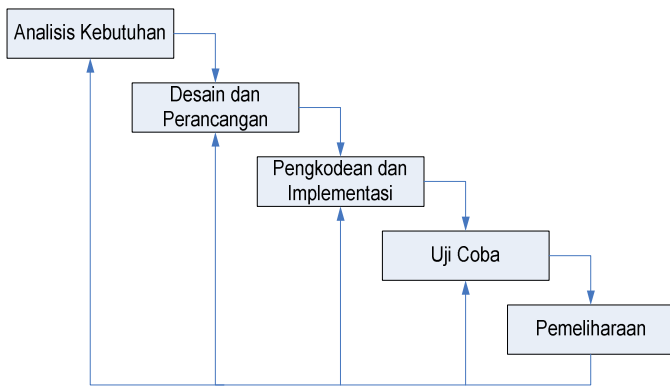 Analisis Kebutuhan
Desain dan
Perancangan
Pengkodean dan
Implementasi
Uji Coba
Pemeliharaan